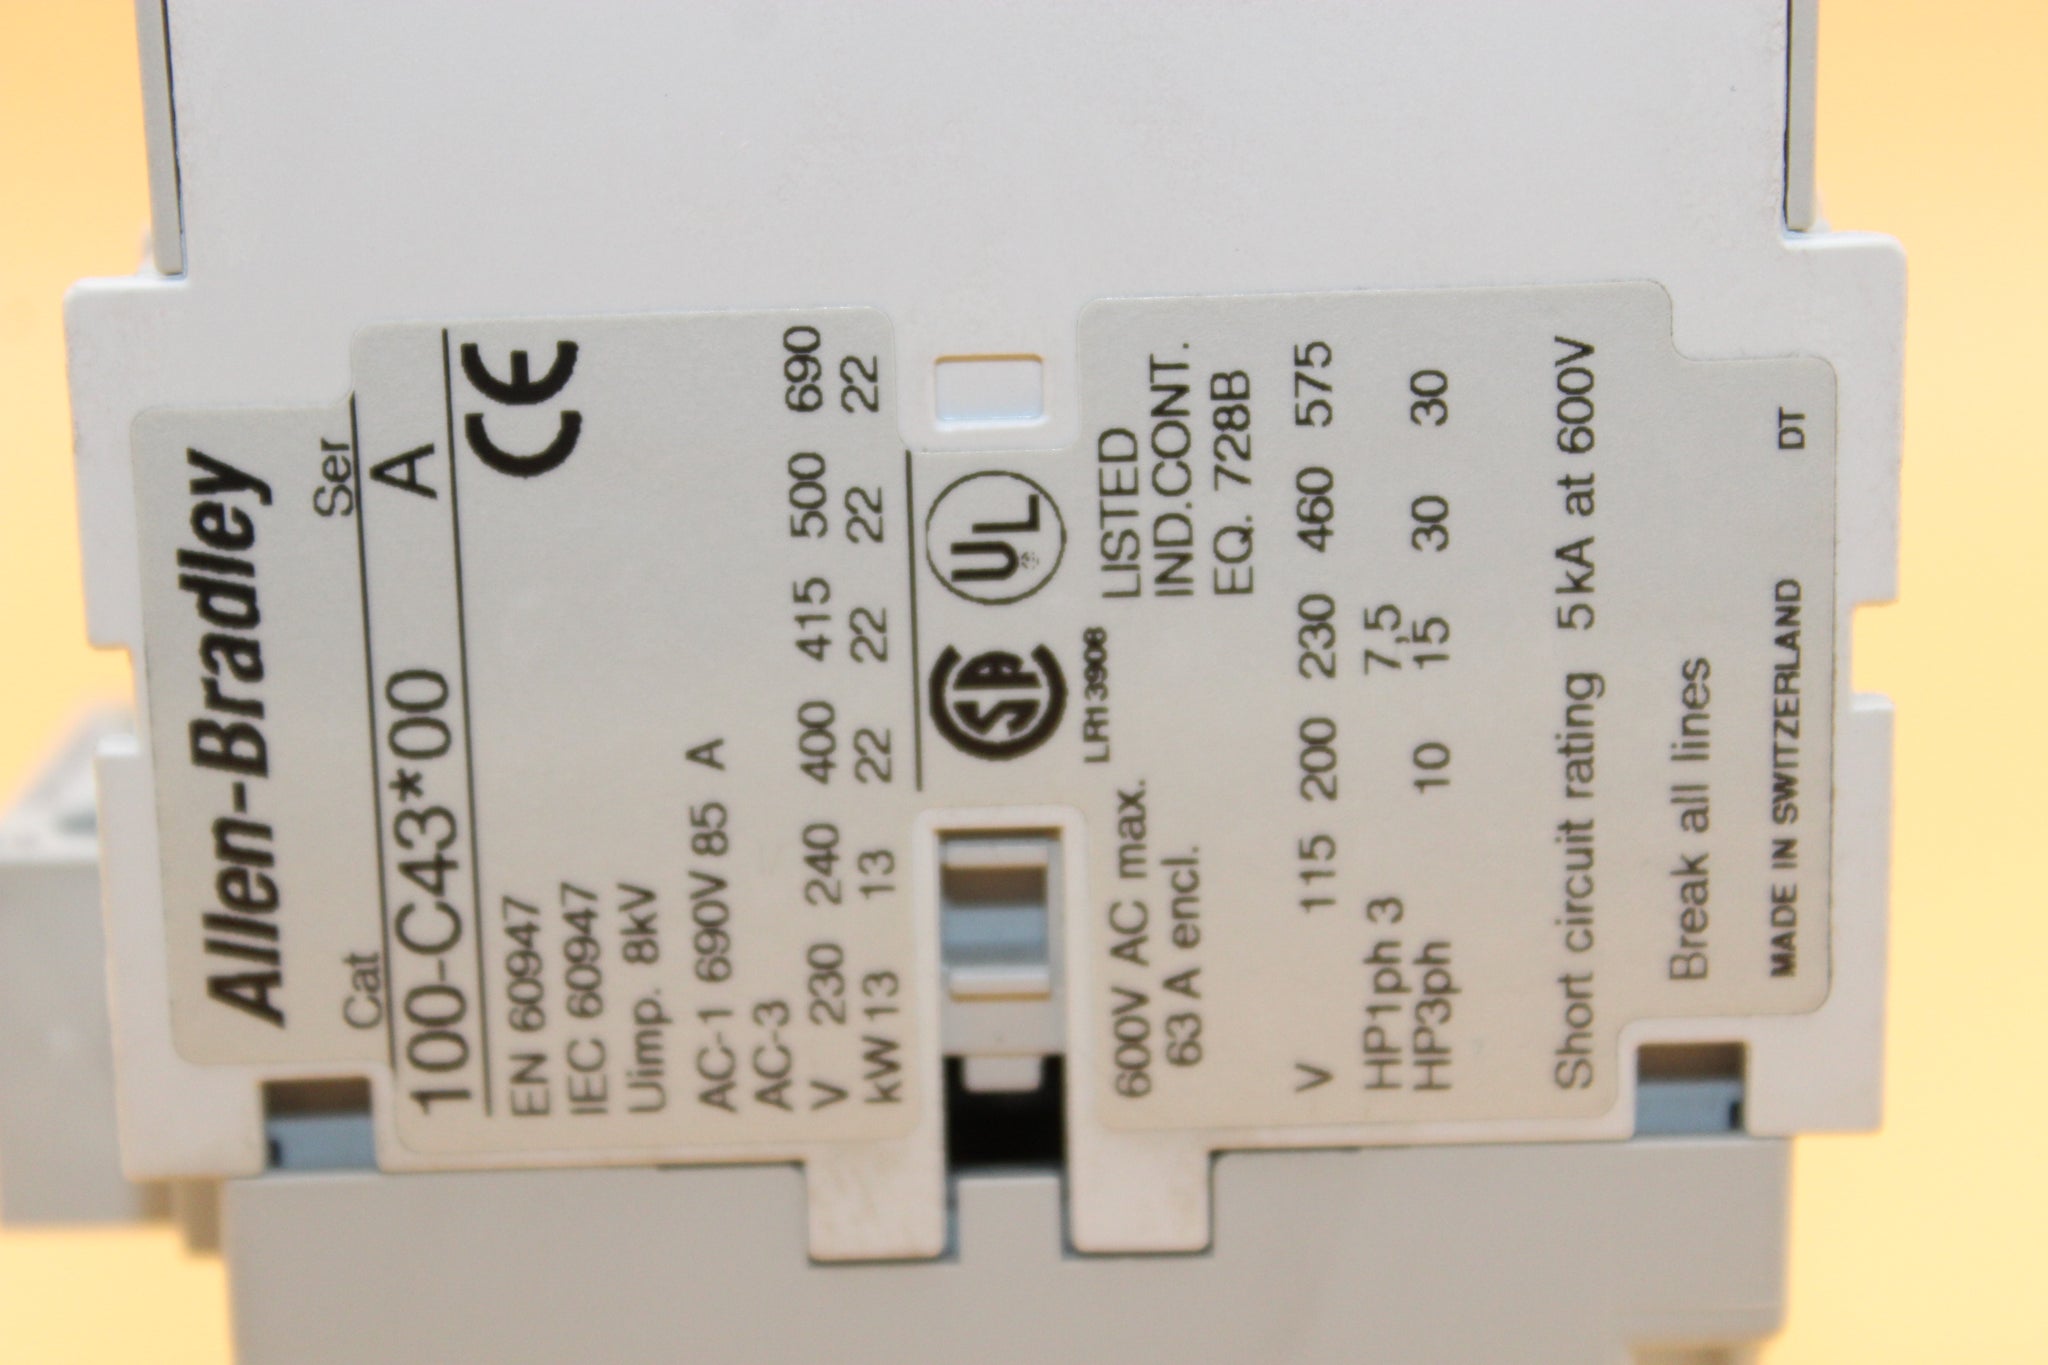 Allen-Bradley
Cat Ser
100-C43*00 A
EN 60947 CE
IEC 60947
Uimp. 8kV
AC-1 690V 85 A
AC-3
V 230 240 400 415 500 690
kW 13 13 22 22 22 22
SA UL
LR13908
600V AC max. LISTED
63 A encl. IND.CONT.
EQ. 728B
V 115 200 230 460 575
HP1ph 3 7,5
HP3ph 10 15 30 30
Short circuit rating 5kA at 600V
Break all lines
MADE IN SWITZERLAND DT